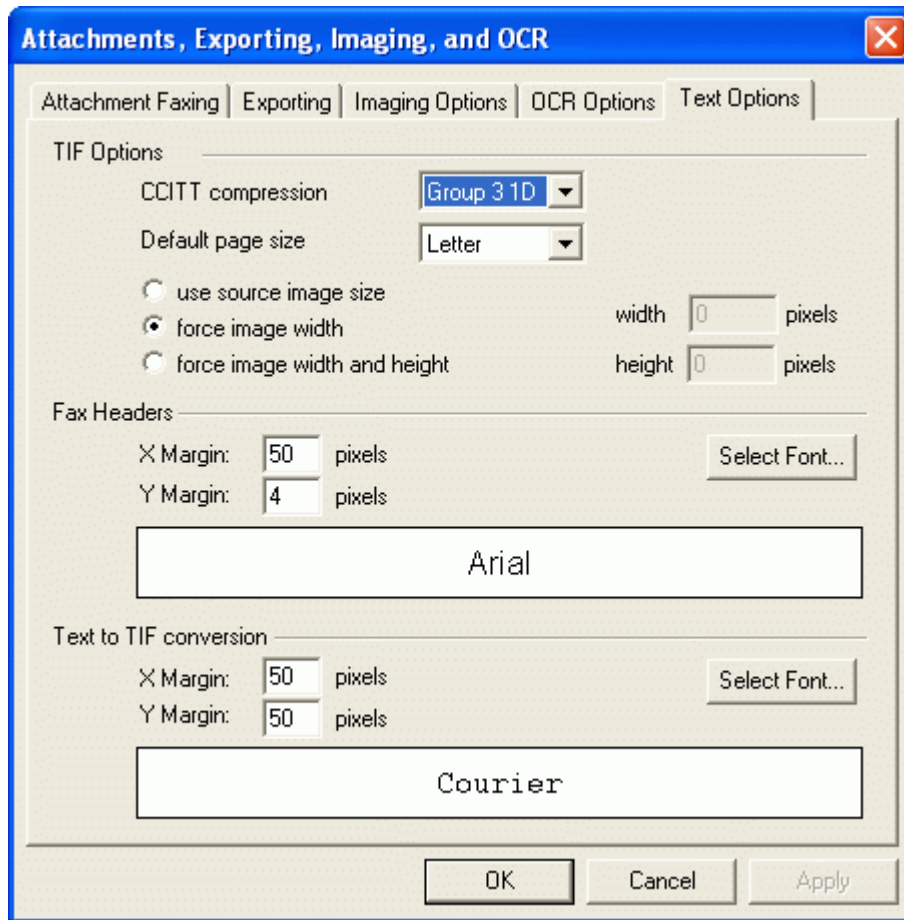 Attachments, Exporting, Imaging, and OCR
Attachment Faxing Exporting Imaging Options OCR Options Text Options
TIF Options
CCITT compression Group 3 1D
Default page size Letter
use source image size
force image width width 0 pixels
force image width and height height 0 pixels
Fax Headers
X Margin: 50 pixels Select Font...
Y Margin: 4 pixels
Arial
Text to TIF conversion
X Margin: 50 pixels Select Font...
Y Margin: 50 pixels
Courier
OK Cancel Apply